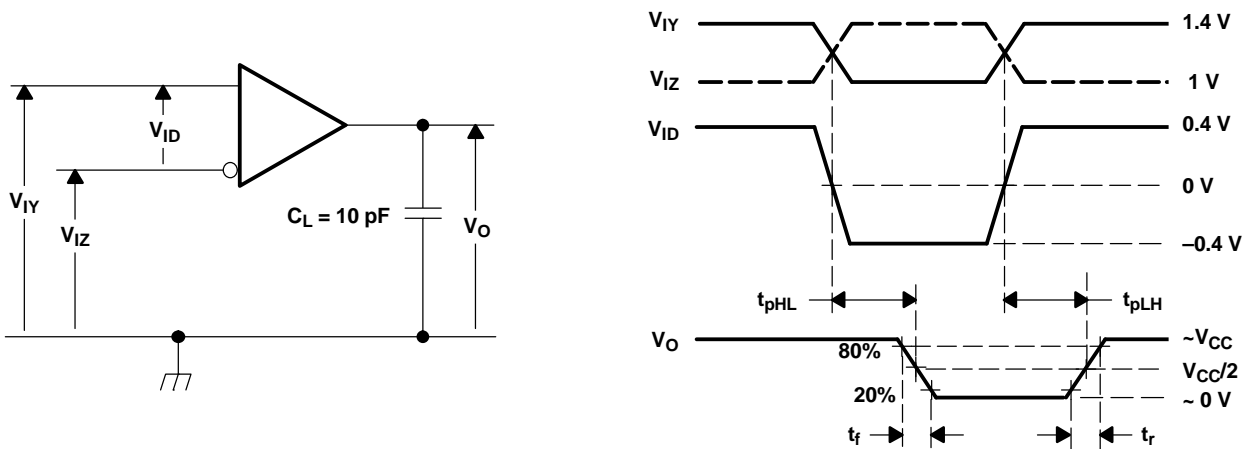 VID
VIY
VIZ
CL = 10 pF
VO
VIY
1.4 V
VIZ
1 V
VID
0.4 V
0 V
–0.4 V
tpHL
tpLH
VO
~VCC
80%
VCC/2
20%
~ 0 V
tf
tr